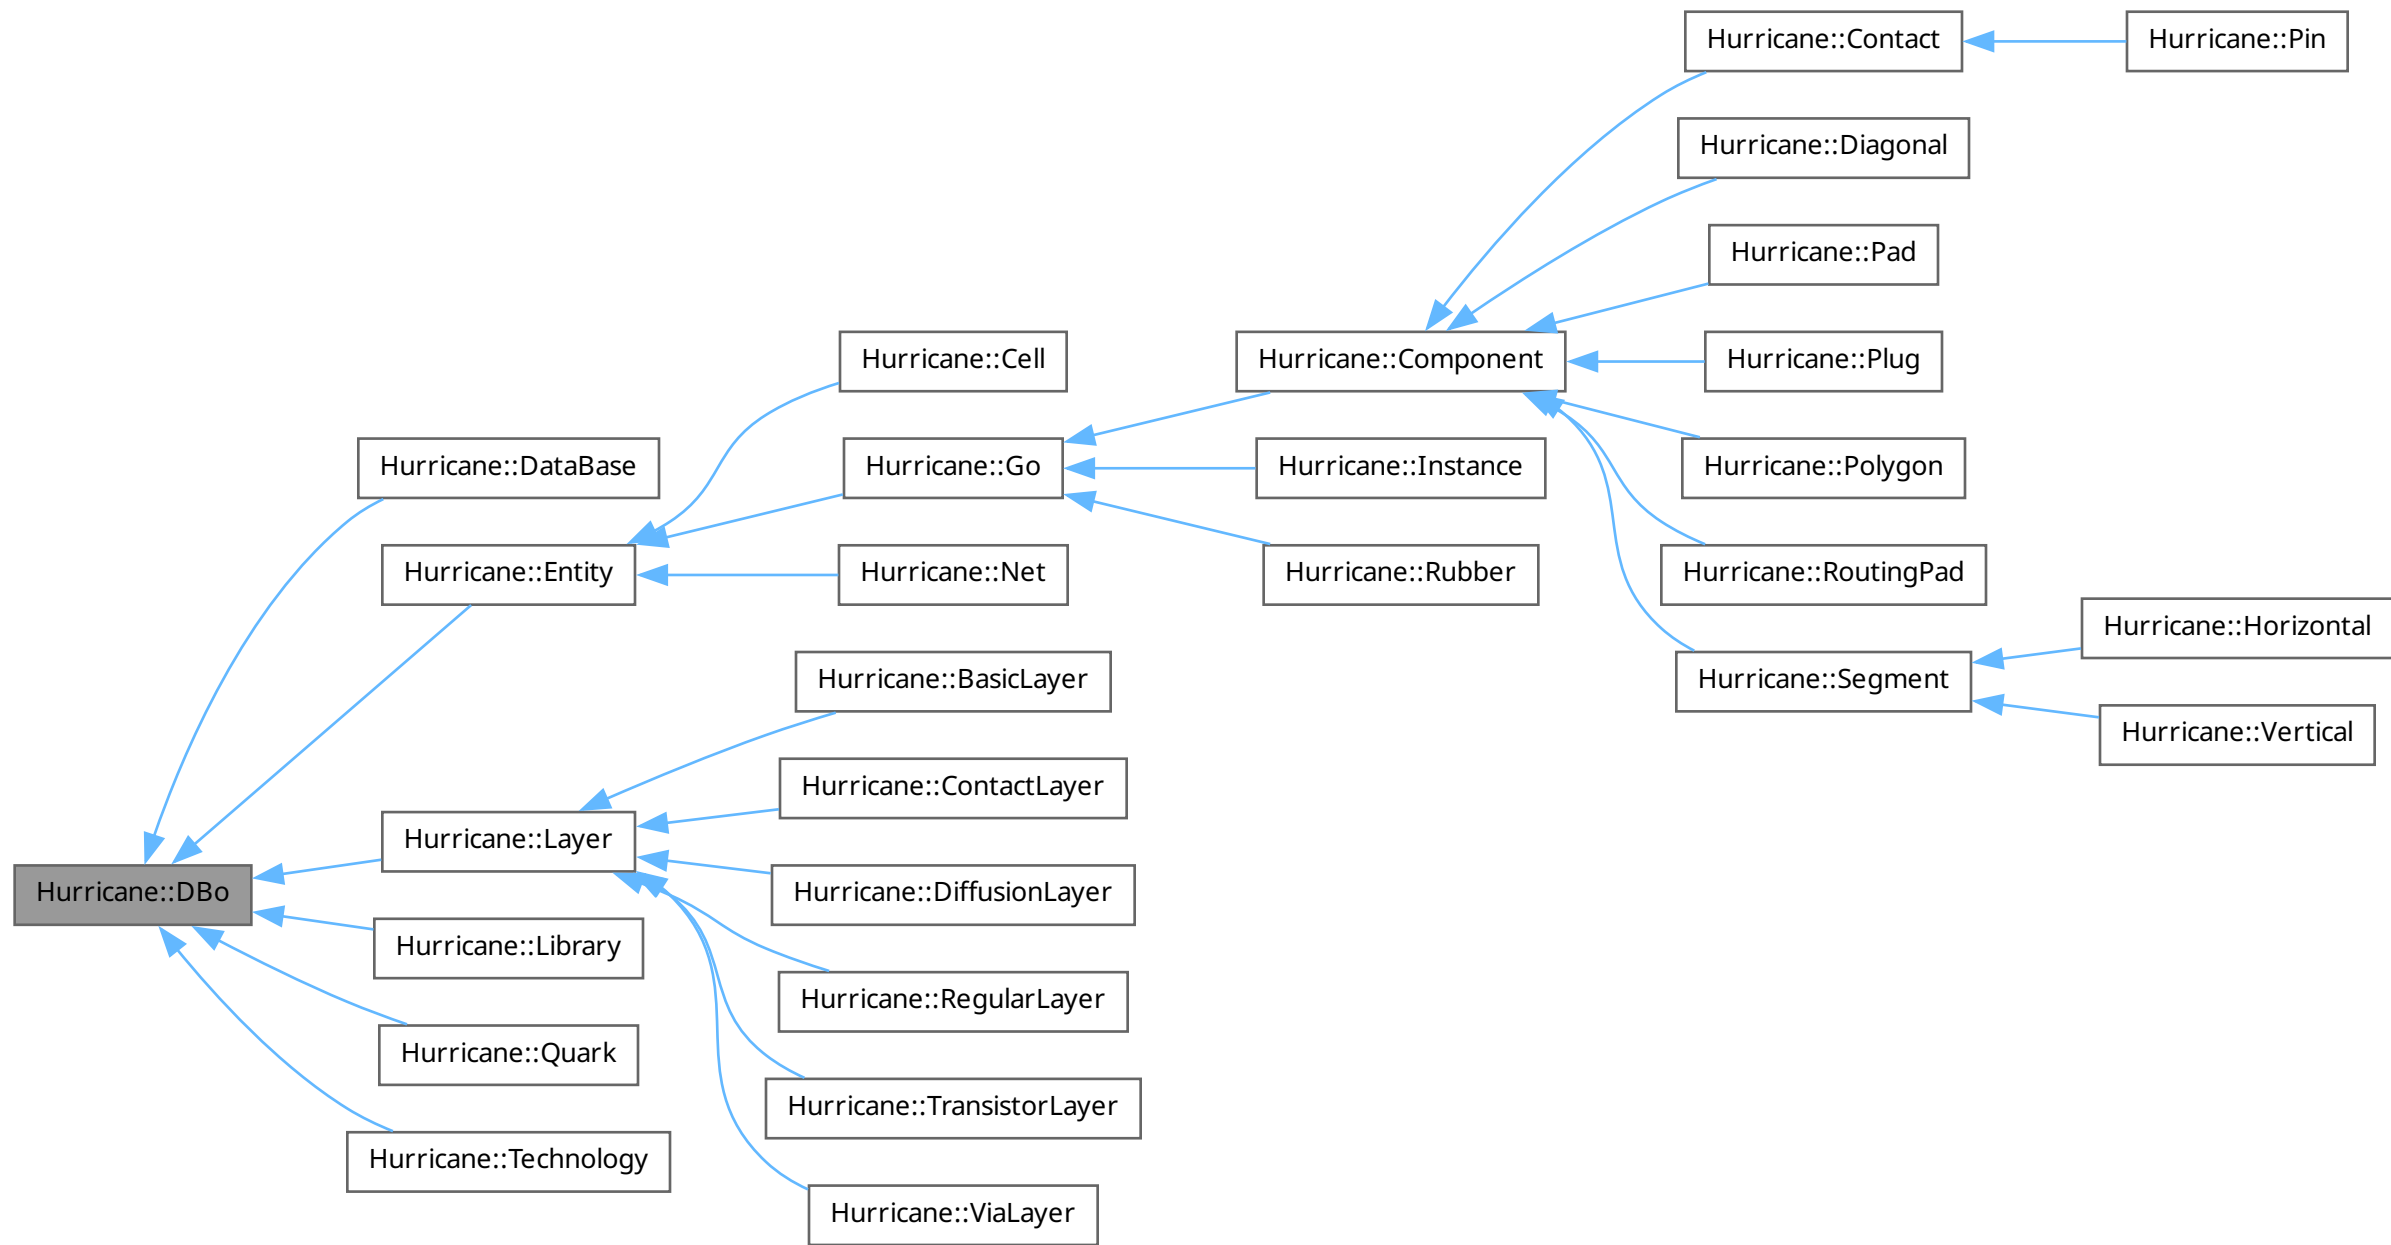 Hurricane::Contact
Hurricane::Pin
Hurricane::Diagonal
Hurricane::Pad
Hurricane::Cell
Hurricane::Component
Hurricane::Plug
Hurricane::DataBase
Hurricane::Go
Hurricane::Instance
Hurricane::Polygon
Hurricane::Entity
Hurricane::Net
Hurricane::Rubber
Hurricane::RoutingPad
Hurricane::Horizontal
Hurricane::BasicLayer
Hurricane::Segment
Hurricane::Vertical
Hurricane::ContactLayer
Hurricane::Layer
Hurricane::DBo
Hurricane::DiffusionLayer
Hurricane::Library
Hurricane::RegularLayer
Hurricane::Quark
Hurricane::TransistorLayer
Hurricane::Technology
Hurricane::ViaLayer